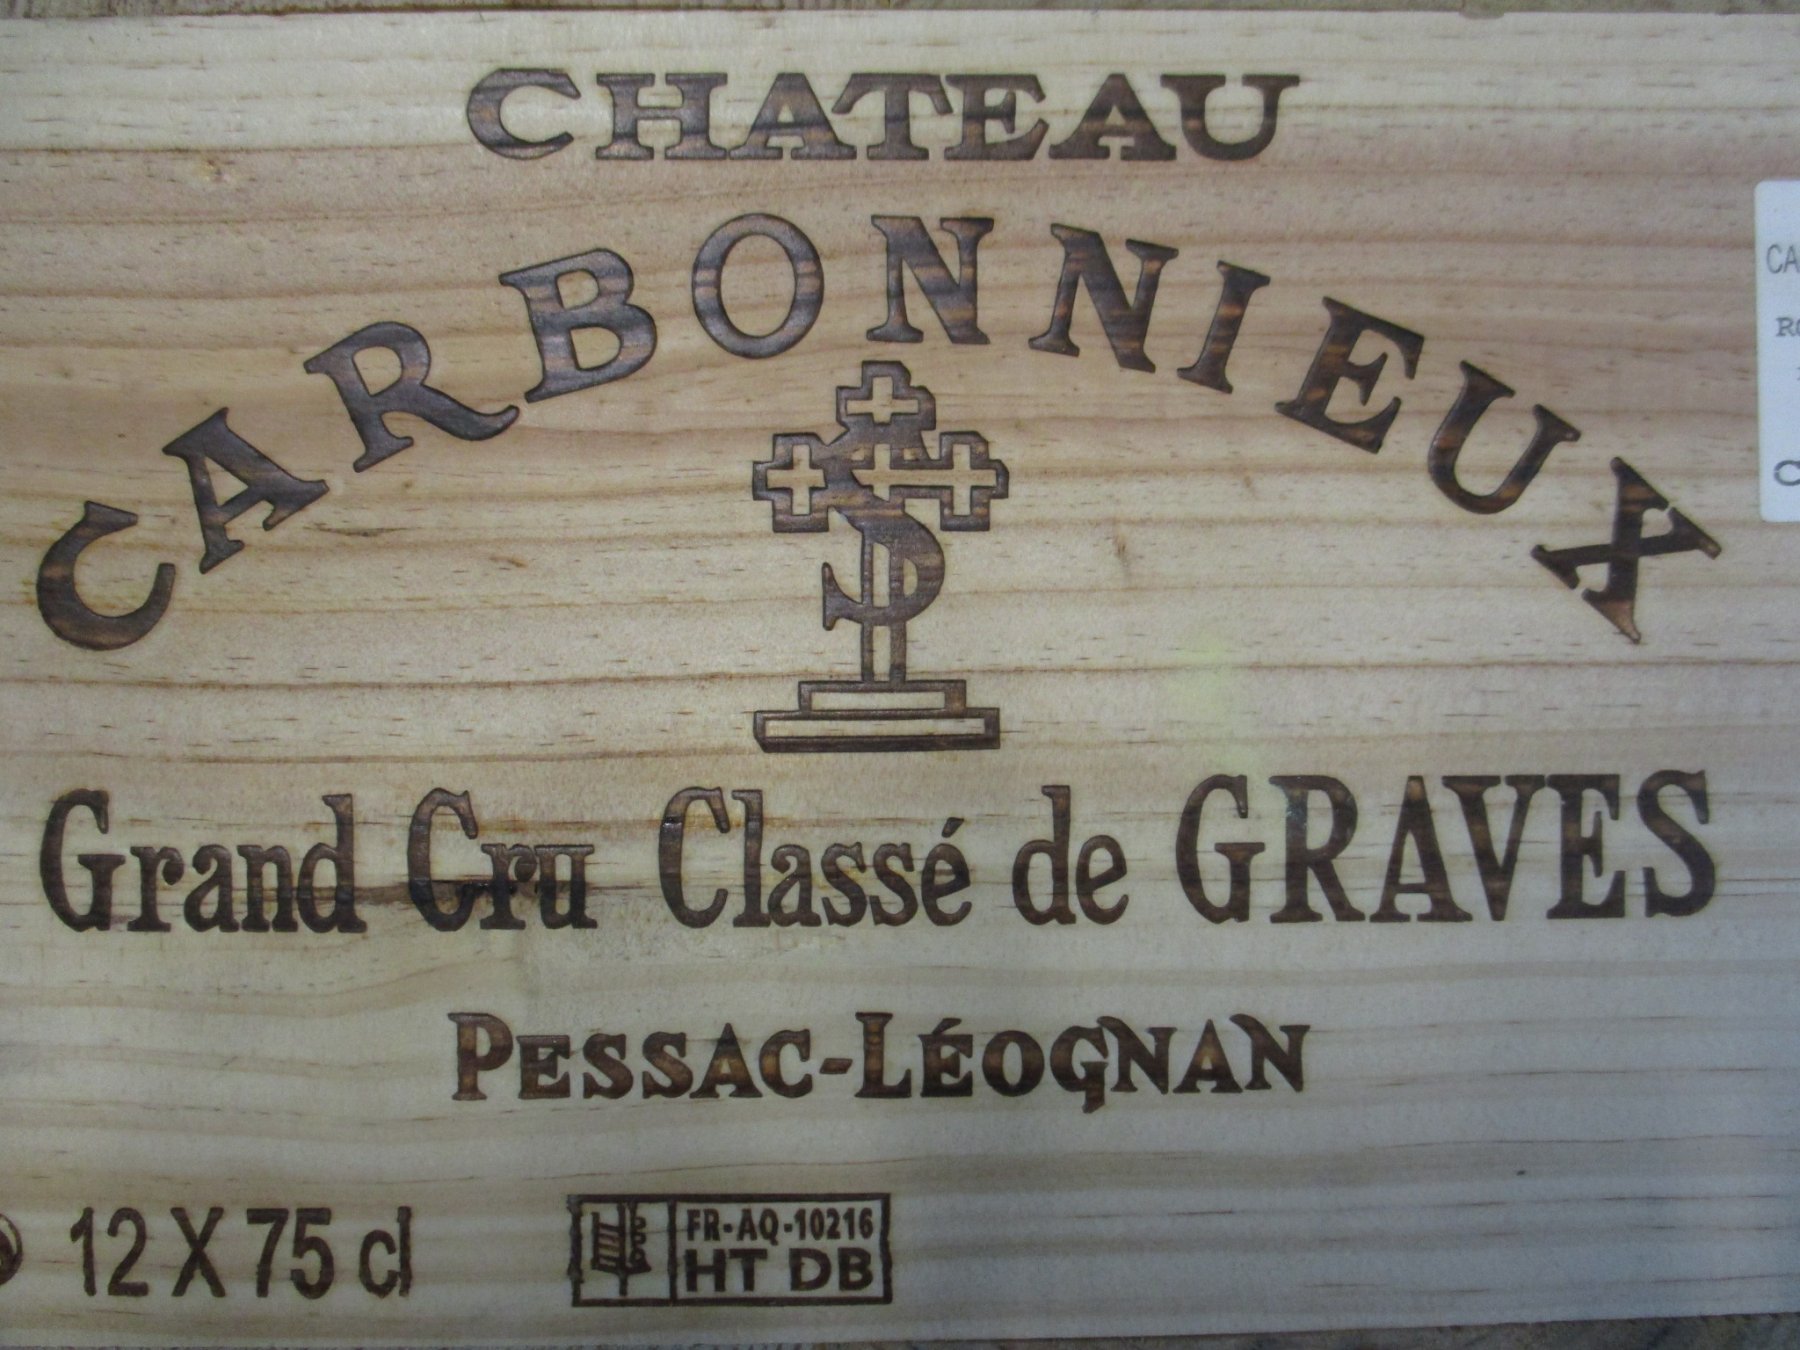 CHATEAU
CARBONNIEUX
S
Grand Cru Classé de GRAVES
PESSAC-LÉOGNAN
12 X 75 cl
FR-AQ-10216
HT DB